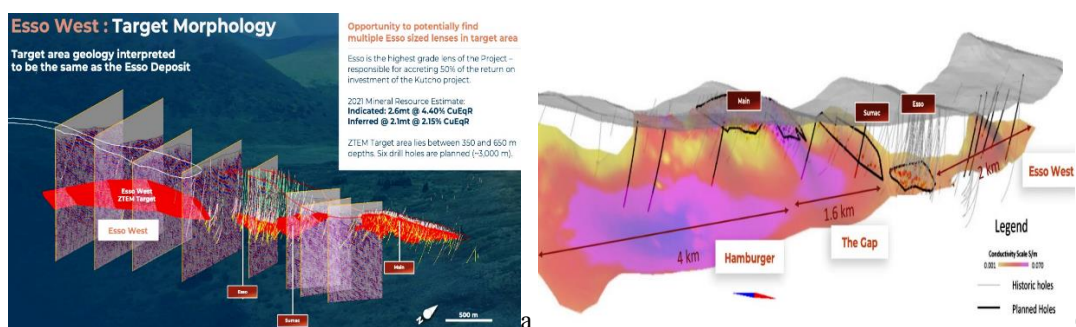 Esso West : Target Morphology
Target area geology interpreted
to be the same as the Esso Deposit
Opportunity to potentially find
multiple Esso sized lenses in target area
Esso is the highest grade lens of the Project –
responsible for accreting 50% of the return on
investment of the Kutcho project.
2021 Mineral Resource Estimate:
Indicated: 2.6mt @ 4.40% CuEqR
Inferred @ 2.1mt @ 2.15% CuEqR
ZTEM Target area lies between 350 and 650 m
depths. Six drill holes are planned (~3,000 m).
Esso West
ZTEM Target
Esso West
Esso
Sumac
Main
N
500 m
a
Main
Sumac
Esso
2 km
Esso West
1.6 km
The Gap
4 km
Hamburger
Legend
Conductivity Scale S/m
0.001
0.070
Historic holes
Planned Holes